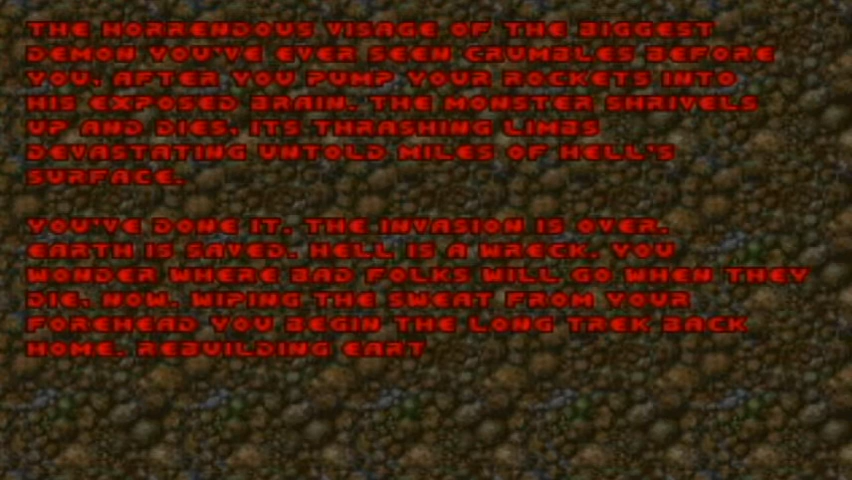 THE HORRENDOUS VISAGE OF THE BIGGEST
DEMON YOU'VE EVER SEEN CRUMBLES BEFORE
YOU, AFTER YOU PUMP YOUR ROCKETS INTO
HIS EXPOSED BRAIN. THE MONSTER SHRIVELS
UP AND DIES, ITS THRASHING LIMBS
DEVASTATING UNTOLD MILES OF HELL'S
SURFACE.
YOU'VE DONE IT. THE INVASION IS OVER.
EARTH IS SAVED. HELL IS A WRECK. YOU
WONDER WHERE BAD FOLKS WILL GO WHEN THEY
DIE, NOW. WIPING THE SWEAT FROM YOUR
FOREHEAD YOU BEGIN THE LONG TREK BACK
HOME. REBUILDING EART